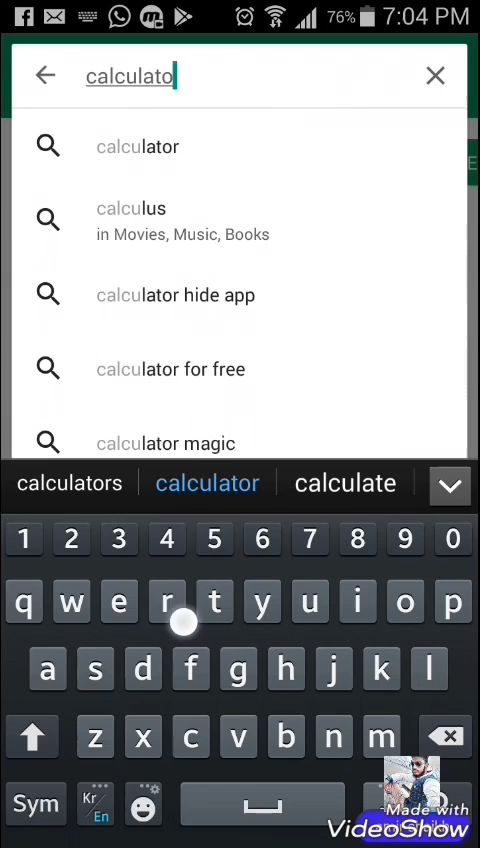 76% 7:04 PM
calculato
calculator
calculus
in Movies, Music, Books
calculator hide app
calculator for free
calculator magic
calculators calculator calculate
1 2 3 4 5 6 7 8 9 0
q w e r t y u i o p
a s d f g h j k l
z x c v b n m
Sym Kr En
Made with
VideoShow